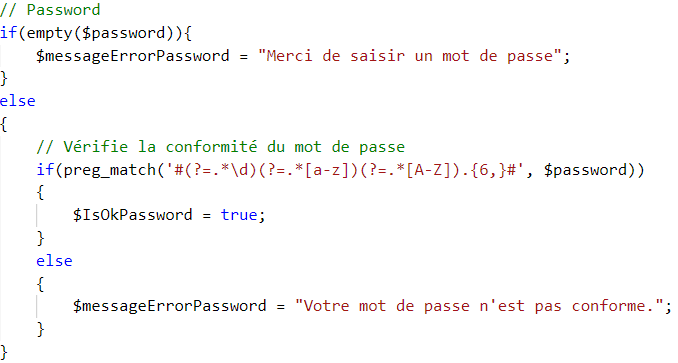 // Password
if(empty($password)){
    $messageErrorPassword = "Merci de saisir un mot de passe";
}
else
{
    // Vérifie la conformité du mot de passe
    if(preg_match('#(?=.*\d)(?=.*[a-z])(?=.*[A-Z]).{6,}#', $password))
    {
        $IsOkPassword = true;
    }
    else
    {
        $messageErrorPassword = "Votre mot de passe n'est pas conforme.";
    }
}